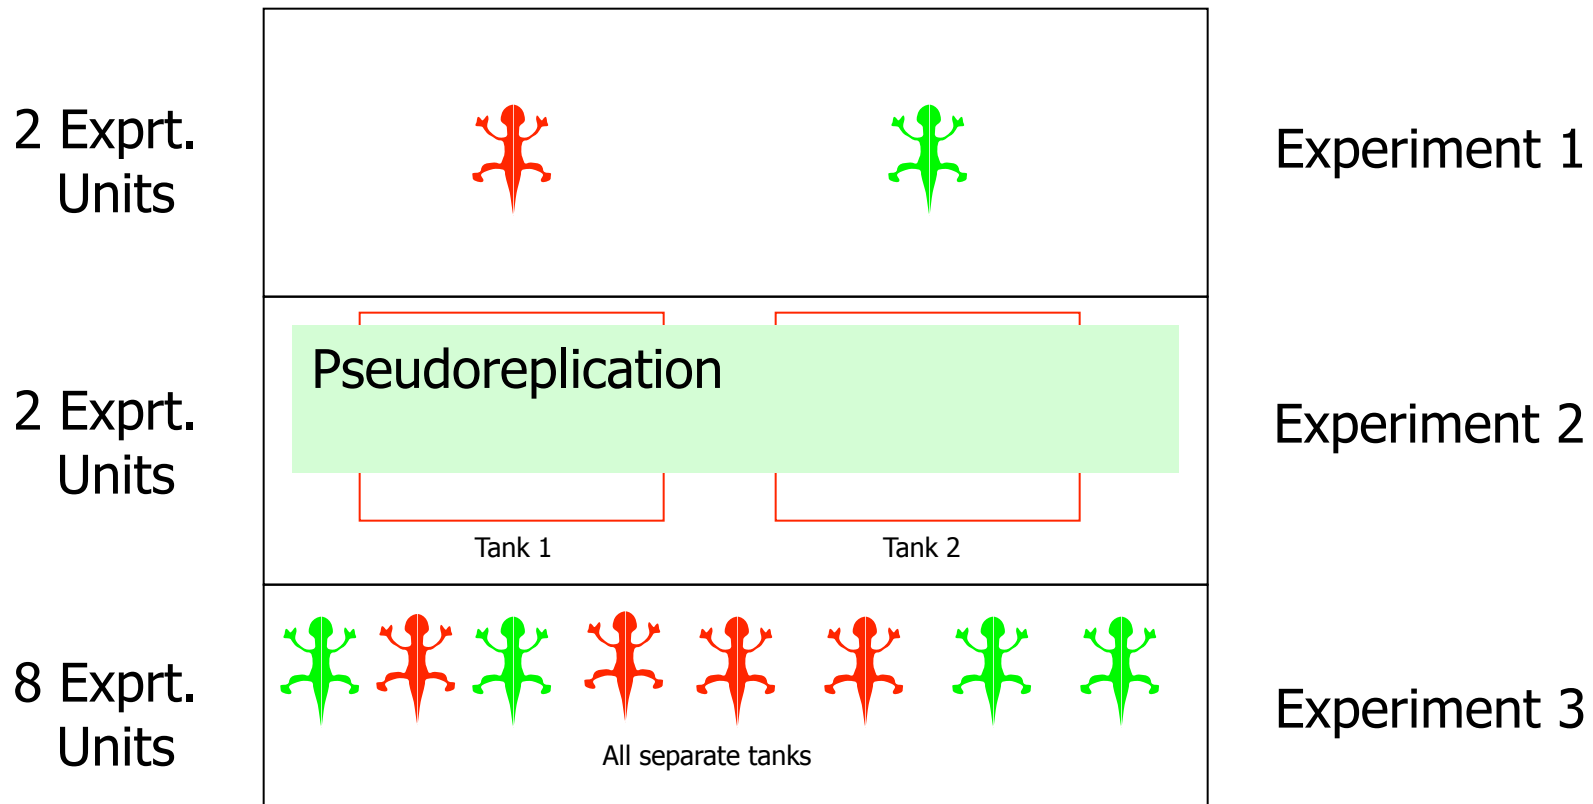 2 Exprt.
Units
Experiment 1
Pseudoreplication
2 Exprt.
Units
Experiment 2
Tank 1
Tank 2
8 Exprt.
Units
Experiment 3
All separate tanks